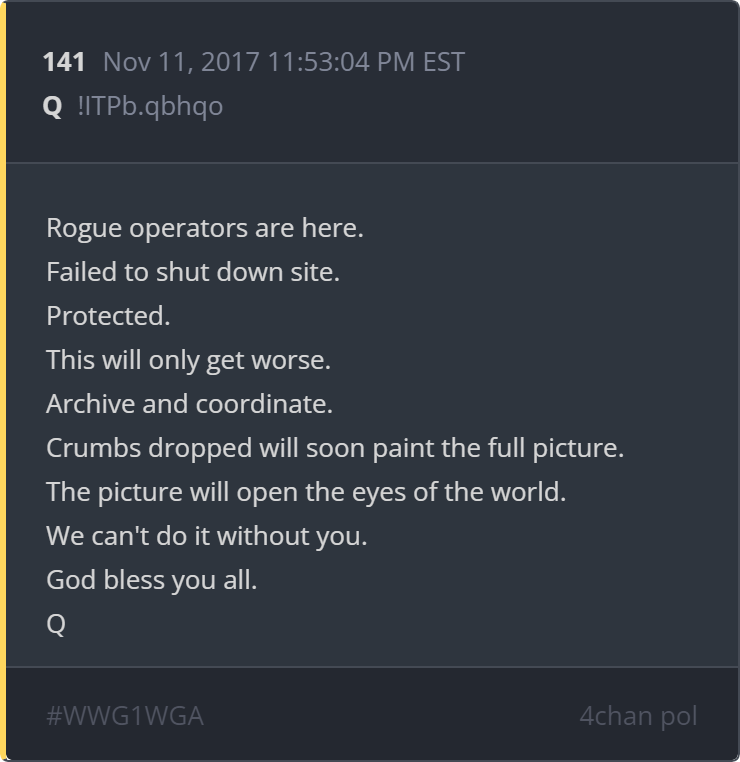 141 Nov 11, 2017 11:53:04 PM EST
Q !ITPb.qbhqo
Rogue operators are here.
Failed to shut down site.
Protected.
This will only get worse.
Archive and coordinate.
Crumbs dropped will soon paint the full picture.
The picture will open the eyes of the world.
We can't do it without you.
God bless you all.
Q
#WWG1WGA 4chan pol